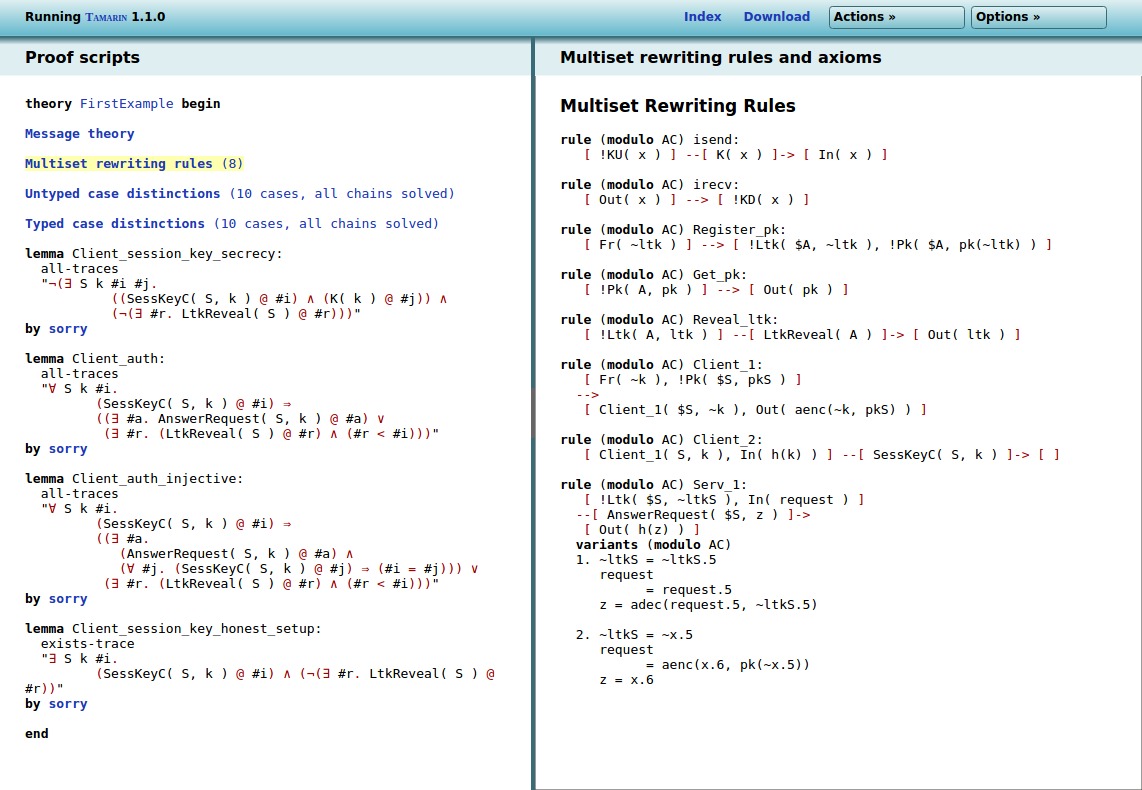 Running TAMARIN 1.1.0
Index Download Actions » Options »
Proof scripts
theory FirstExample begin
Message theory
Multiset rewriting rules (8)
Untyped case distinctions (10 cases, all chains solved)
Typed case distinctions (10 cases, all chains solved)
lemma Client_session_key_secrecy:
all-traces
"¬(∃ S k #i #j.
((SessKeyC( S, k ) @ #i) ∧ (K( k ) @ #j)) ∧
(¬(∃ #r. LtkReveal( S ) @ #r)))"
by sorry
lemma Client_auth:
all-traces
"∀ S k #i.
(SessKeyC( S, k ) @ #i) ⇒
((∃ #a. AnswerRequest( S, k ) @ #a) ∨
(∃ #r. (LtkReveal( S ) @ #r) ∧ (#r < #i)))"
by sorry
lemma Client_auth_injective:
all-traces
"∀ S k #i.
(SessKeyC( S, k ) @ #i) ⇒
((∃ #a.
(AnswerRequest( S, k ) @ #a) ∧
(∀ #j. (SessKeyC( S, k ) @ #j) ⇒ (#i = #j))) ∨
(∃ #r. (LtkReveal( S ) @ #r) ∧ (#r < #i)))"
by sorry
lemma Client_session_key_honest_setup:
exists-trace
"∃ S k #i.
(SessKeyC( S, k ) @ #i) ∧ (¬(∃ #r. LtkReveal( S ) @
#r))"
by sorry
end
Multiset rewriting rules and axioms
Multiset Rewriting Rules
rule (modulo AC) isend:
[ !KU( x ) ] --[ K( x ) ]-> [ In( x ) ]
rule (modulo AC) irecv:
[ Out( x ) ] --> [ !KD( x ) ]
rule (modulo AC) Register_pk:
[ Fr( ~ltk ) ] --> [ !Ltk( $A, ~ltk ), !Pk( $A, pk(~ltk) ) ]
rule (modulo AC) Get_pk:
[ !Pk( A, pk ) ] --> [ Out( pk ) ]
rule (modulo AC) Reveal_ltk:
[ !Ltk( A, ltk ) ] --[ LtkReveal( A ) ]-> [ Out( ltk ) ]
rule (modulo AC) Client_1:
[ Fr( ~k ), !Pk( $S, pkS ) ]
-->
[ Client_1( $S, ~k ), Out( aenc(~k, pkS) ) ]
rule (modulo AC) Client_2:
[ Client_1( S, k ), In( h(k) ) ] --[ SessKeyC( S, k ) ]-> [ ]
rule (modulo AC) Serv_1:
[ !Ltk( $S, ~ltkS ), In( request ) ]
--[ AnswerRequest( $S, z ) ]->
[ Out( h(z) ) ]
variants (modulo AC)
1. ~ltkS = ~ltkS.5
request
= request.5
z = adec(request.5, ~ltkS.5)
2. ~ltkS = ~x.5
request
= aenc(x.6, pk(~x.5))
z = x.6